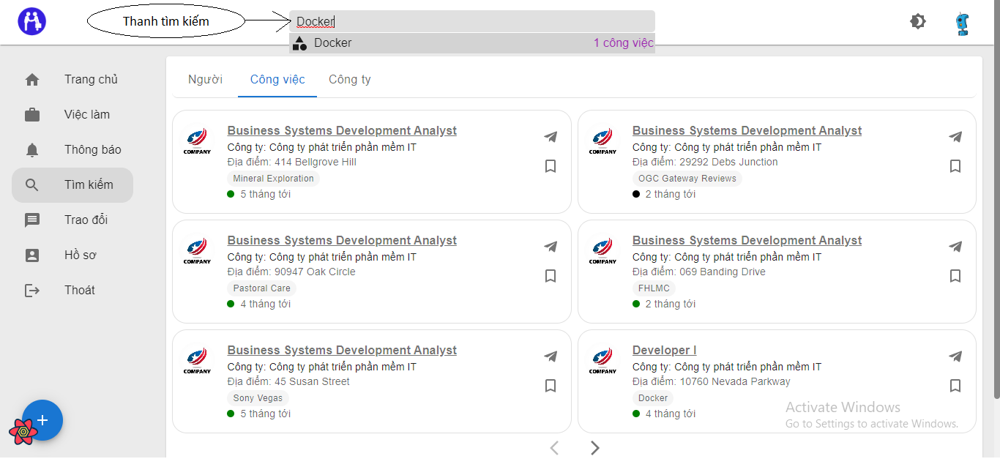 Thanh tìm kiếm
Docker
Docker 1 công việc
Trang chủ
Việc làm
Thông báo
Tìm kiếm
Trao đổi
Hồ sơ
Thoát
+
Người Công việc Công ty
COMPANY
Business Systems Development Analyst
Công ty: Công ty phát triển phần mềm IT
Địa điểm: 414 Bellgrove Hill
Mineral Exploration
5 tháng tới
COMPANY
Business Systems Development Analyst
Công ty: Công ty phát triển phần mềm IT
Địa điểm: 29292 Debs Junction
OGC Gateway Reviews
2 tháng tới
COMPANY
Business Systems Development Analyst
Công ty: Công ty phát triển phần mềm IT
Địa điểm: 90947 Oak Circle
Pastoral Care
4 tháng tới
COMPANY
Business Systems Development Analyst
Công ty: Công ty phát triển phần mềm IT
Địa điểm: 069 Banding Drive
FHLMC
2 tháng tới
COMPANY
Business Systems Development Analyst
Công ty: Công ty phát triển phần mềm IT
Địa điểm: 45 Susan Street
Sony Vegas
5 tháng tới
COMPANY
Developer I
Công ty: Công ty phát triển phần mềm IT
Địa điểm: 10760 Nevada Parkway
Docker
4 tháng tới
Activate Windows
Go to Settings to activate Windows.